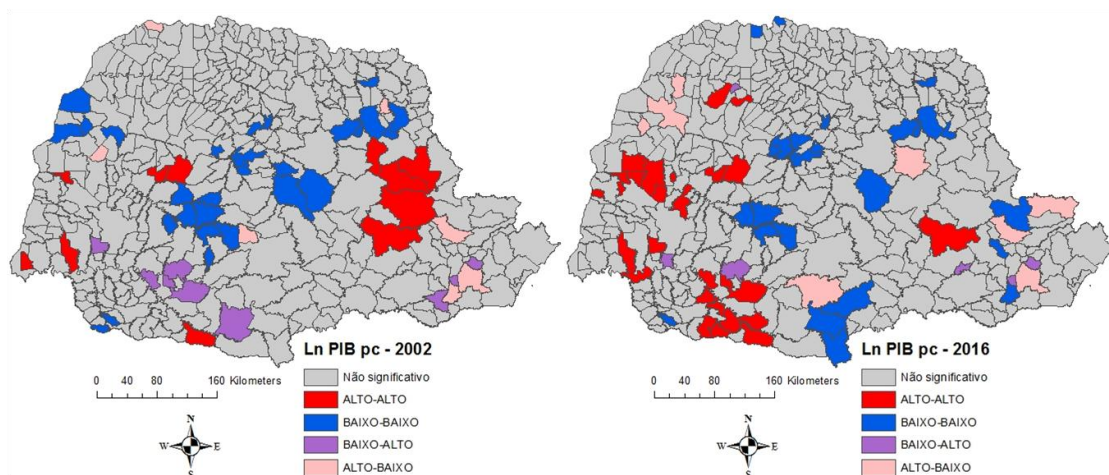 Ln PIB pc - 2002
0 40 80 160 Kilometers
Não significativo
ALTO-ALTO
BAIXO-BAIXO
BAIXO-ALTO
ALTO-BAIXO
N
W E
S
Ln PIB pc - 2016
0 40 80 160 Kilometers
Não significativo
ALTO-ALTO
BAIXO-BAIXO
BAIXO-ALTO
ALTO-BAIXO
N
W E
S